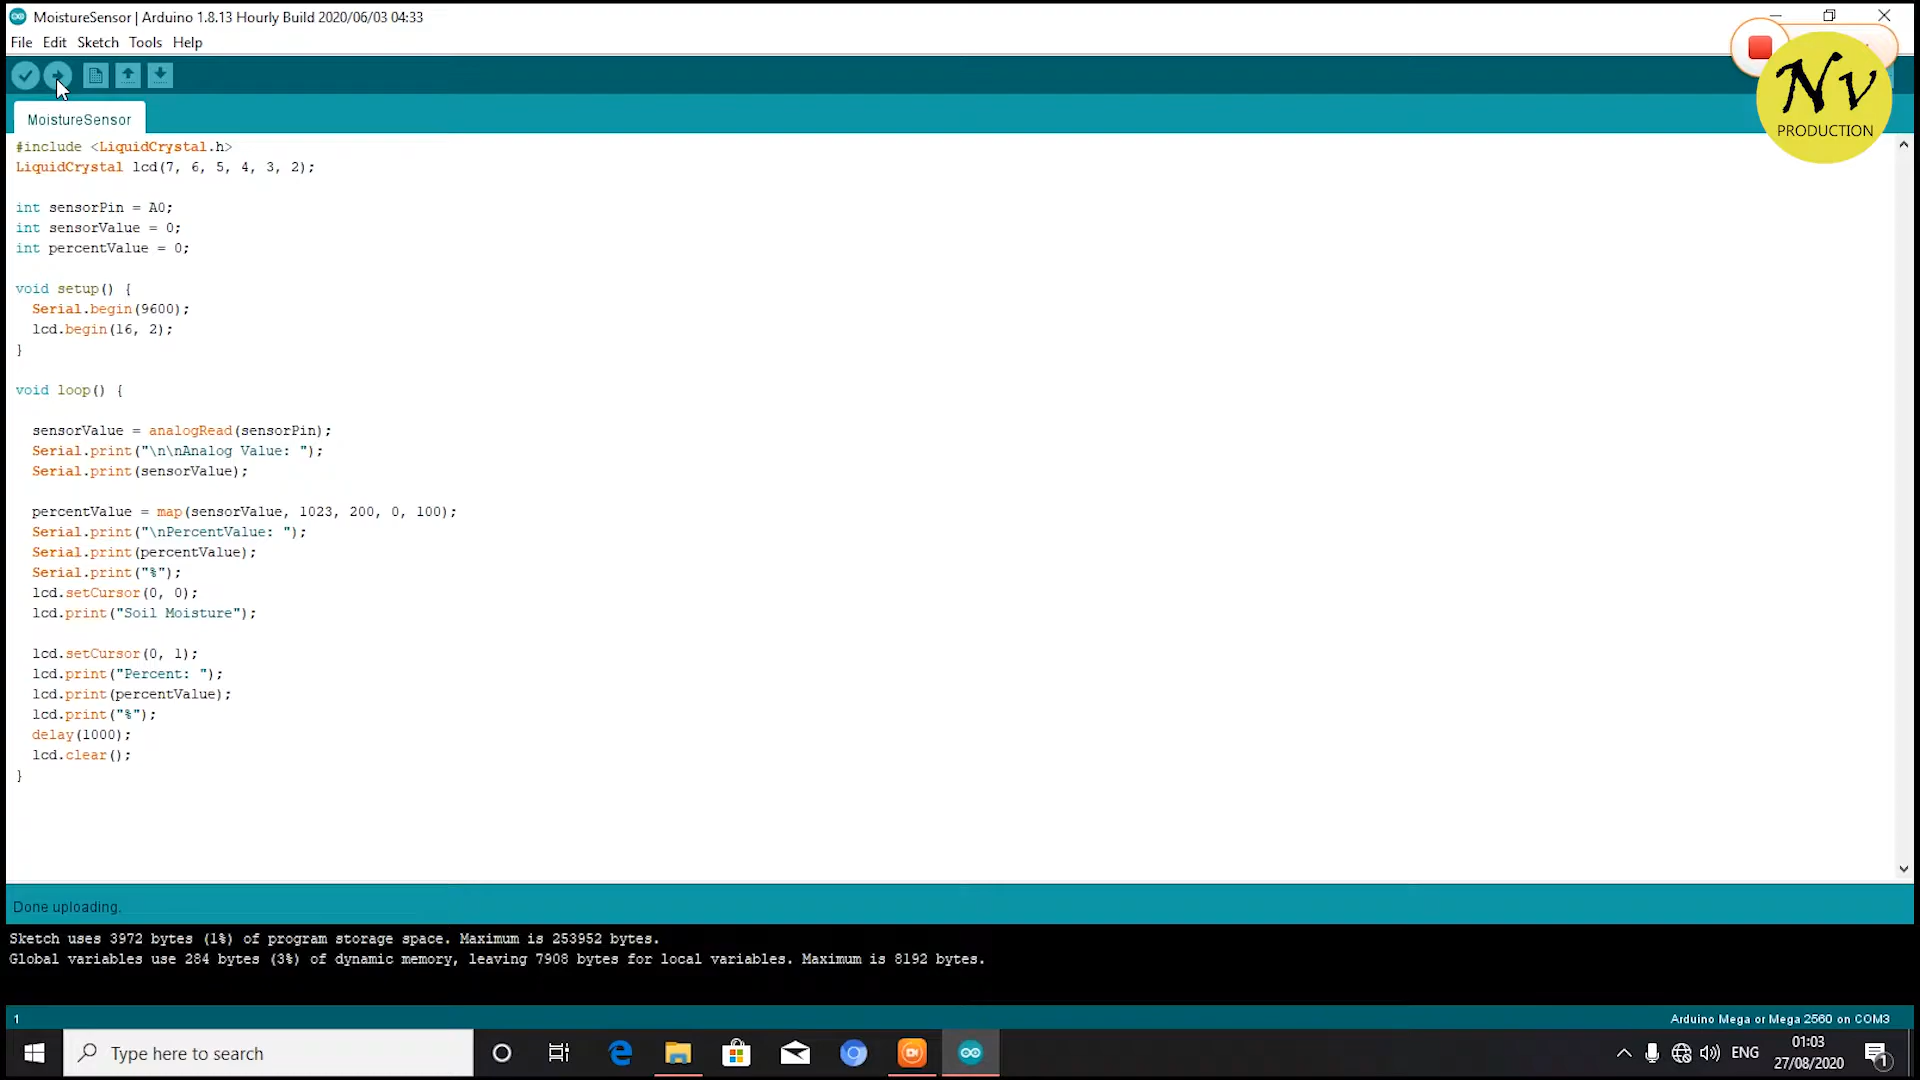 MoistureSensor | Arduino 1.8.13 Hourly Build 2020/06/03 04:33
File Edit Sketch Tools Help
Nv
PRODUCTION
MoistureSensor
#include <LiquidCrystal.h>
LiquidCrystal lcd(7, 6, 5, 4, 3, 2);
int sensorPin = A0;
int sensorValue = 0;
int percentValue = 0;
void setup() {
Serial.begin(9600);
lcd.begin(16, 2);
}
void loop() {
sensorValue = analogRead(sensorPin);
Serial.print("\n\nAnalog Value: ");
Serial.print(sensorValue);
percentValue = map(sensorValue, 1023, 200, 0, 100);
Serial.print("\nPercentValue: ");
Serial.print(percentValue);
Serial.print("%");
lcd.setCursor(0, 0);
lcd.print("Soil Moisture");
lcd.setCursor(0, 1);
lcd.print("Percent: ");
lcd.print(percentValue);
lcd.print("%");
delay(1000);
lcd.clear();
}
Done uploading.
Sketch uses 3972 bytes (1%) of program storage space. Maximum is 253952 bytes.
Global variables use 284 bytes (3%) of dynamic memory, leaving 7908 bytes for local variables. Maximum is 8192 bytes.
1 Arduino Mega or Mega 2560 on COM3
Type here to search
ENG
01:03
27/08/2020
1